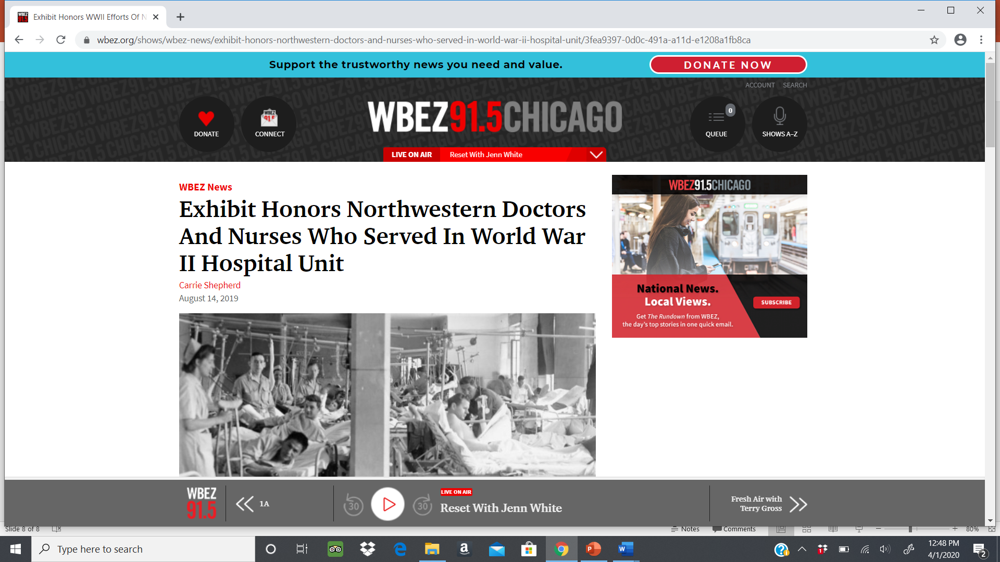 Exhibit Honors WWII Efforts Of N
wbez.org/shows/wbez-news/exhibit-honors-northwestern-doctors-and-nurses-who-served-in-world-war-ii-hospital-unit/3fea9397-0d0c-491a-a11d-e1208a1fb8ca
Support the trustworthy news you need and value.
DONATE NOW
ACCOUNT SEARCH
DONATE
CONNECT
WBEZ91.5CHICAGO
0
QUEUE
SHOWS A–Z
LIVE ON AIR Reset With Jenn White
WBEZ News
Exhibit Honors Northwestern Doctors
And Nurses Who Served In World War
II Hospital Unit
Carrie Shepherd
August 14, 2019
WBEZ91.5CHICAGO
National News.
Local Views.
Get The Rundown from WBEZ,
the day's top stories in one quick email.
SUBSCRIBE
WBEZ
91.5
1A
30
30
LIVE ON AIR
Reset With Jenn White
Fresh Air with
Terry Gross
Slide 8 of 8
Notes
Comments
80%
Type here to search
12:48 PM
4/1/2020
2